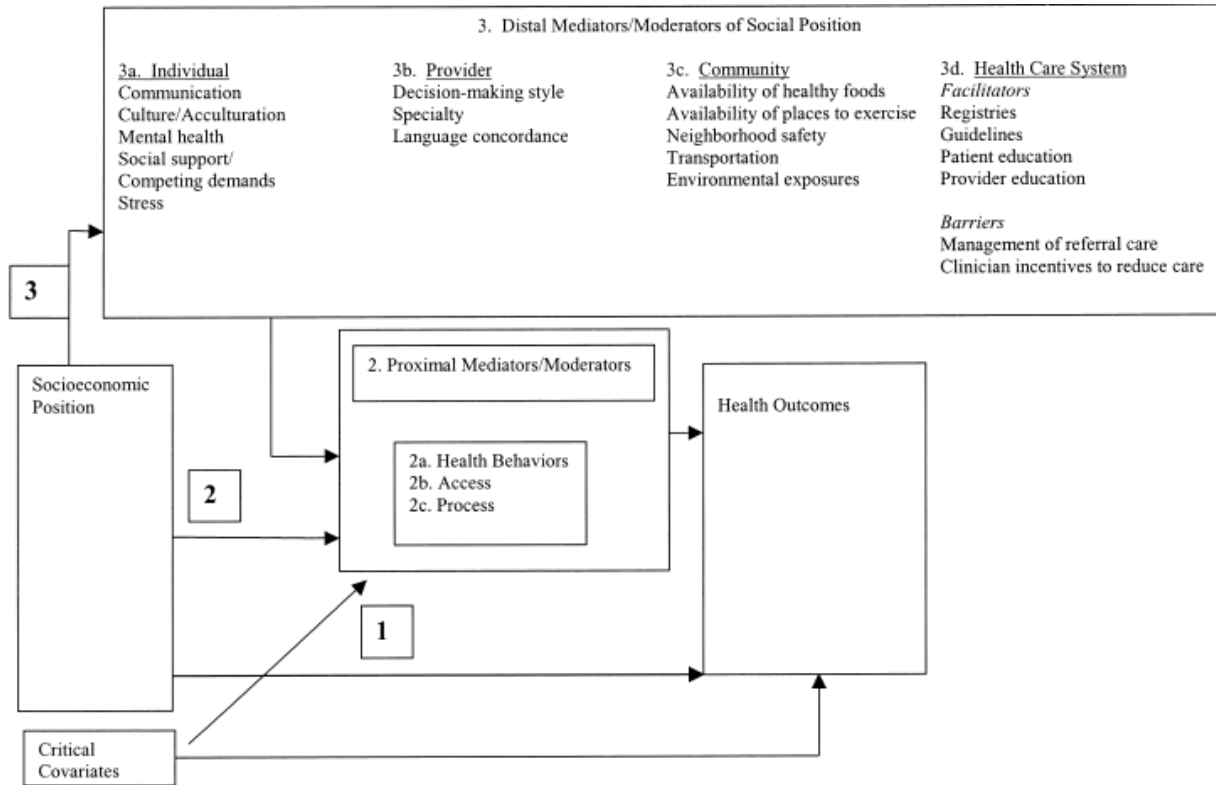 3. Distal Mediators/Moderators of Social Position
3a. Individual
Communication
Culture/Acculturation
Mental health
Social support/
Competing demands
Stress
3b. Provider
Decision-making style
Specialty
Language concordance
3c. Community
Availability of healthy foods
Availability of places to exercise
Neighborhood safety
Transportation
Environmental exposures
3d. Health Care System
Facilitators
Registries
Guidelines
Patient education
Provider education
Barriers
Management of referral care
Clinician incentives to reduce care
3
Socioeconomic
Position
2
2. Proximal Mediators/Moderators
2a. Health Behaviors
2b. Access
2c. Process
Health Outcomes
1
Critical
Covariates